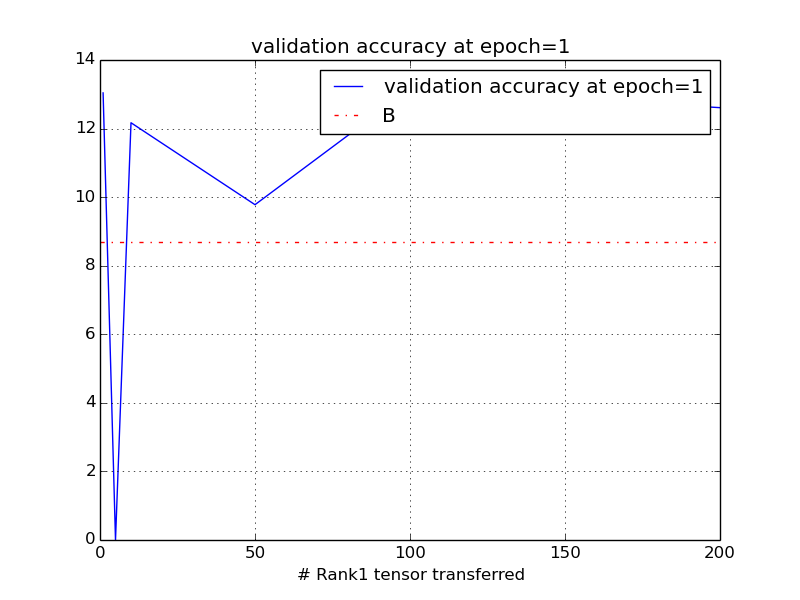 validation accuracy at epoch=1
14
validation accuracy at epoch=1
B
12
10
8
6
4
2
0
0 50 100 150 200
# Rank1 tensor transferred